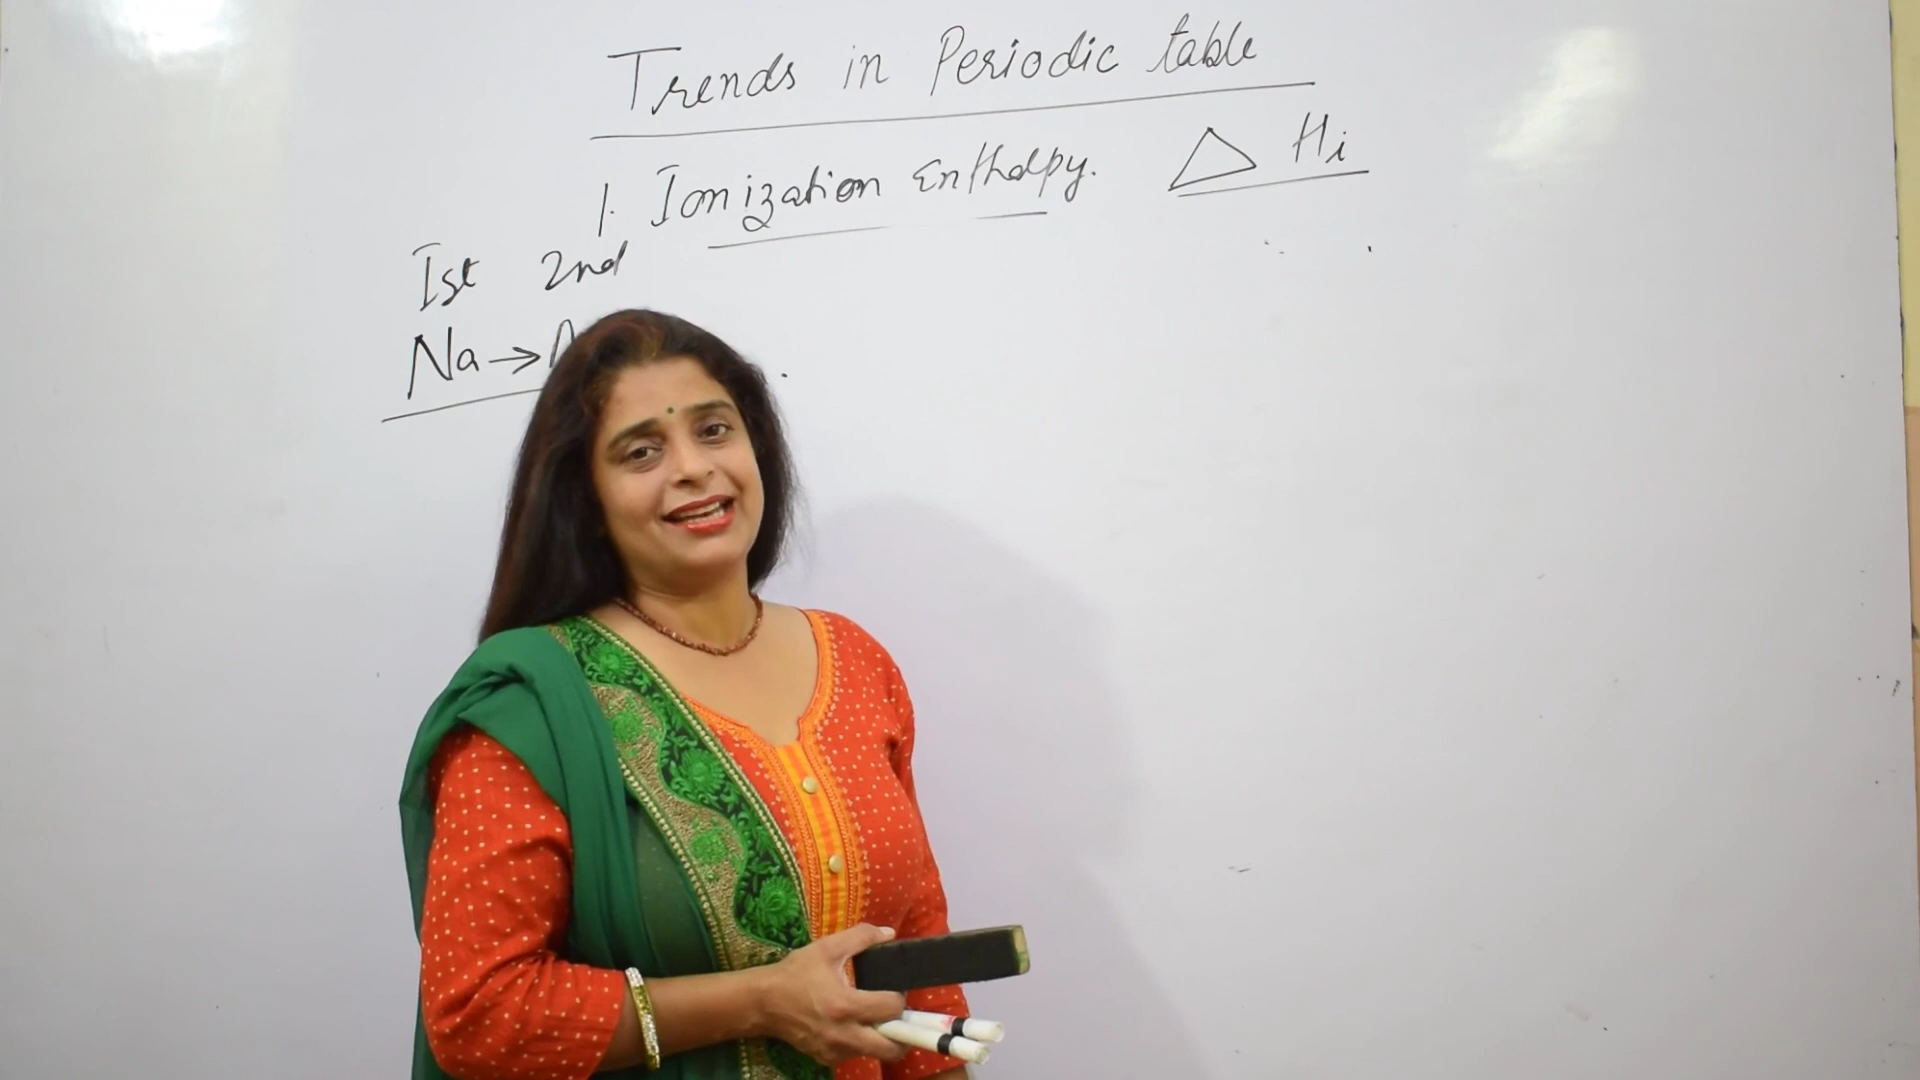 Trends in Periodic table
1. Ionization Enthalpy. △ Hi
Ist 2nd
Na →